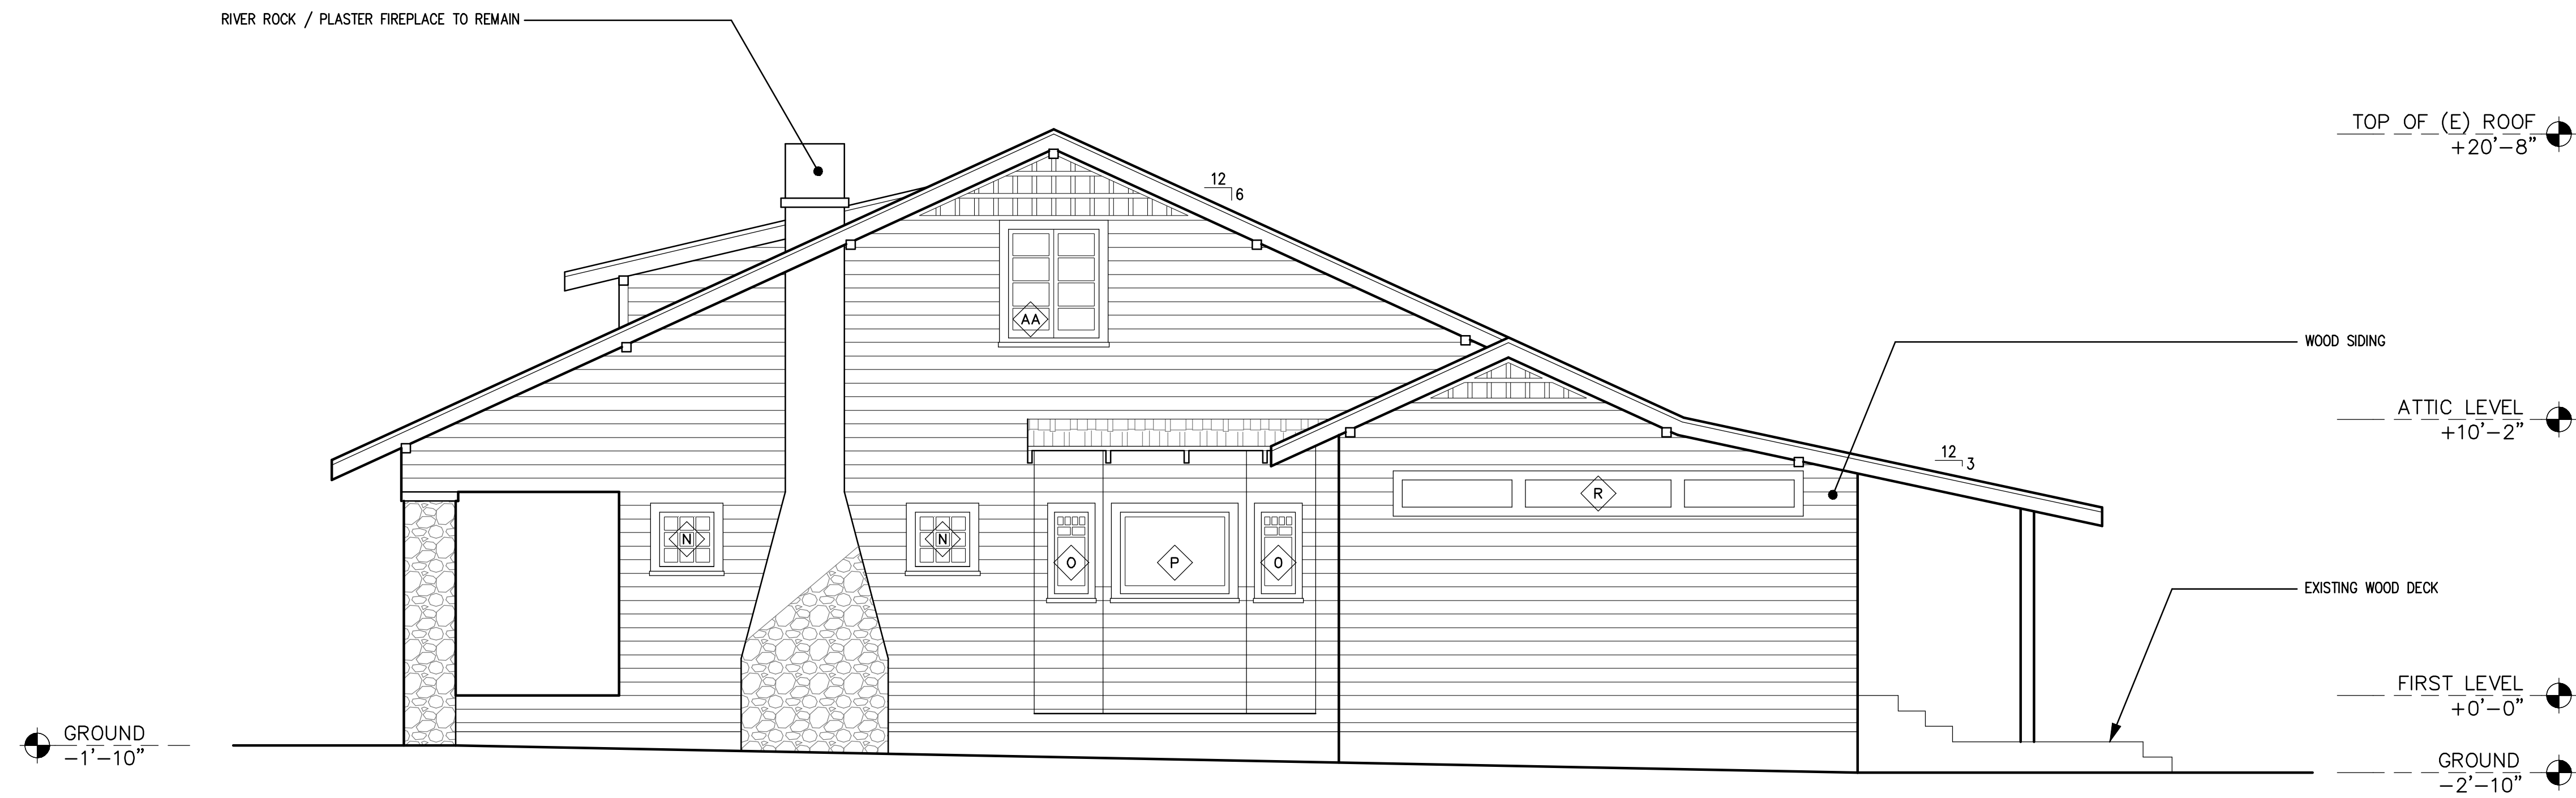 RIVER ROCK / PLASTER FIREPLACE TO REMAIN
TOP OF (E) ROOF
+20'-8"
12
6
AA
WOOD SIDING
ATTIC LEVEL
+10'-2"
12
3
R
N
N
O
P
O
EXISTING WOOD DECK
FIRST LEVEL
+0'-0"
GROUND
-1'-10"
GROUND
-2'-10"